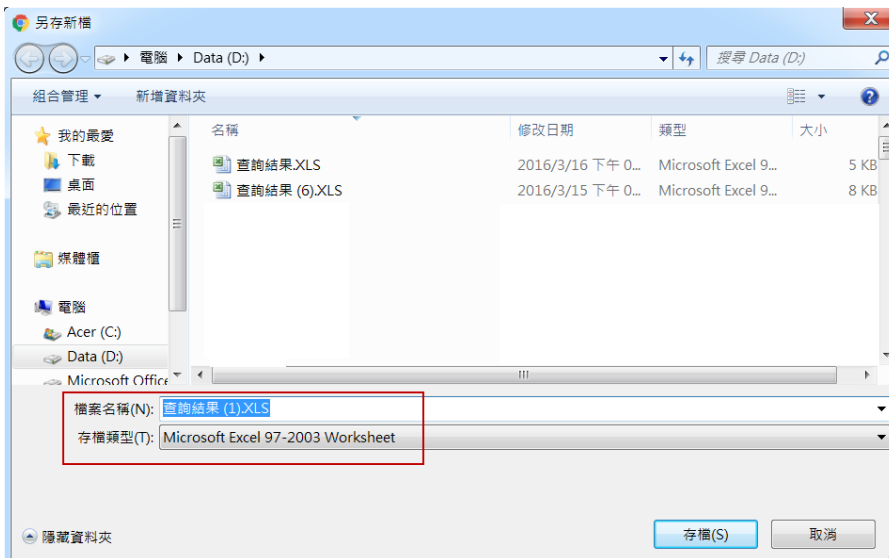 另存新檔
電腦 Data (D:)
搜尋 Data (D:)
組合管理 新增資料夾
名稱 修改日期 類型 大小
我的最愛
下載
桌面
最近的位置
媒體櫃
電腦
Acer (C:)
Data (D:)
Microsoft Office
查詢結果.XLS 2016/3/16 下午 0... Microsoft Excel 9... 5 KB
查詢結果 (6).XLS 2016/3/15 下午 0... Microsoft Excel 9... 8 KB
檔案名稱(N): 查詢結果 (1).XLS
存檔類型(T): Microsoft Excel 97-2003 Worksheet
隱藏資料夾
存檔(S) 取消